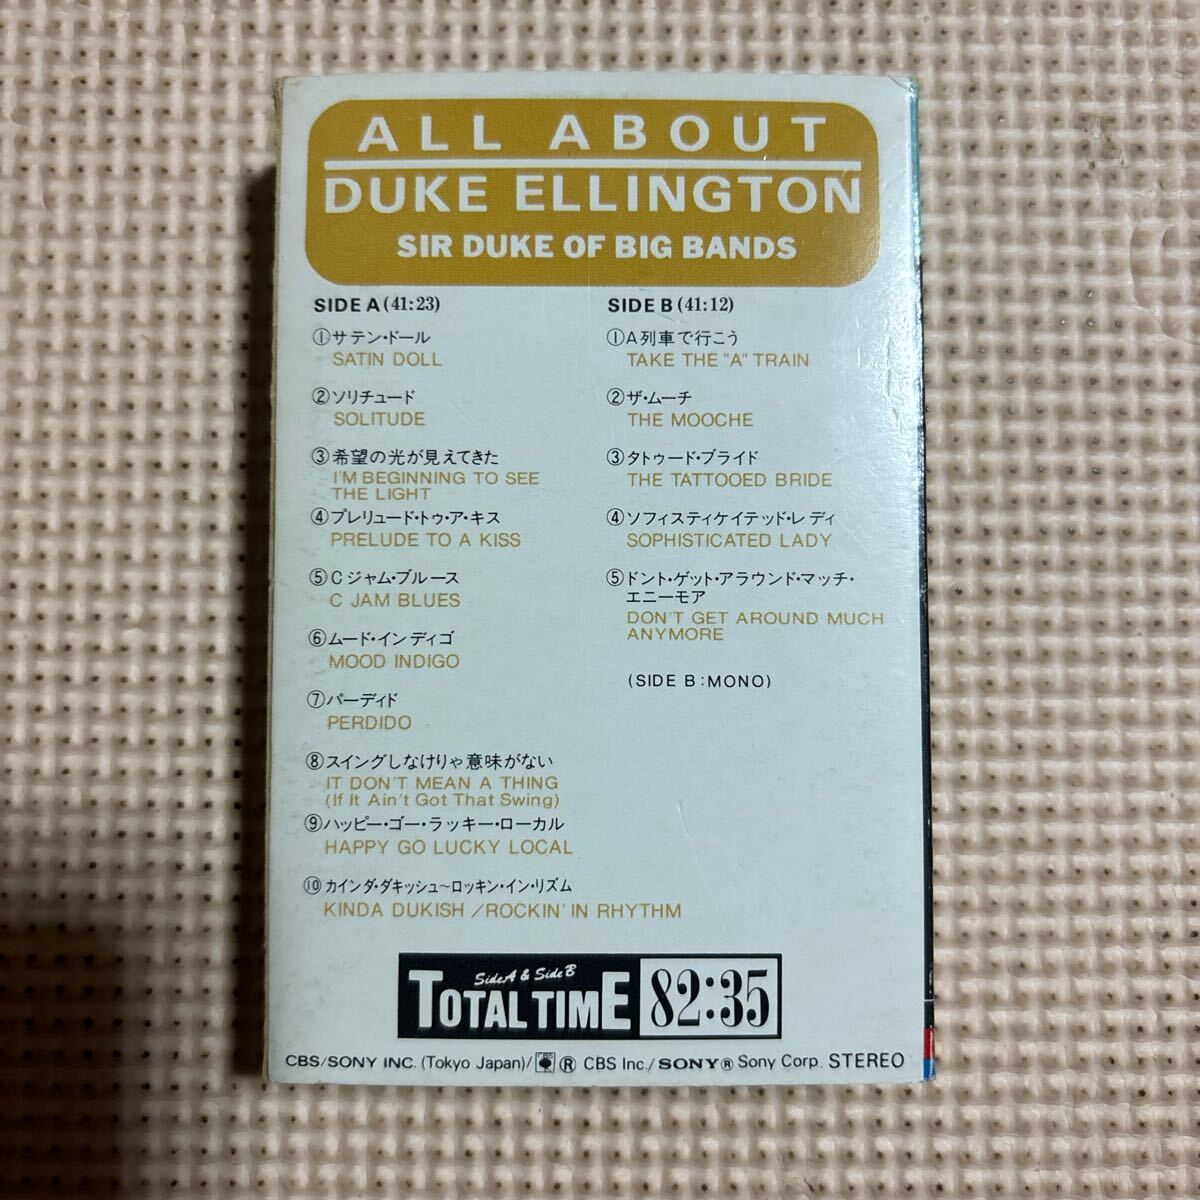 ALL ABOUT
DUKE ELLINGTON
SIR DUKE OF BIG BANDS
SIDE A (41:23)
①サテン・ドール
SATIN DOLL
②ソリチュード
SOLITUDE
③希望の光が見えてきた
I'M BEGINNING TO SEE
THE LIGHT
④プレリュード・トゥ・ア・キス
PRELUDE TO A KISS
⑤Cジャム・ブルース
C JAM BLUES
⑥ムード・インディゴ
MOOD INDIGO
⑦パーディド
PERDIDO
⑧スイングしなけりゃ意味がない
IT DON'T MEAN A THING
(If It Ain't Got That Swing)
⑨ハッピー・ゴー・ラッキー・ローカル
HAPPY GO LUCKY LOCAL
⑩カインダ・ダキッシュ〜ロッキン・イン・リズム
KINDA DUKISH / ROCKIN' IN RHYTHM
SIDE B (41:12)
①A列車で行こう
TAKE THE "A" TRAIN
②ザ・ムーチ
THE MOOCHE
③タトゥード・ブライド
THE TATTOOED BRIDE
④ソフィスティケイテッド・レディ
SOPHISTICATED LADY
⑤ドント・ゲット・アラウンド・マッチ・
エニーモア
DON'T GET AROUND MUCH
ANYMORE
(SIDE B:MONO)
Side A & Side B
TOTAL TIME 82:35
CBS/SONY INC. (Tokyo Japan)/CBS ® CBS Inc./SONY® Sony Corp. STEREO